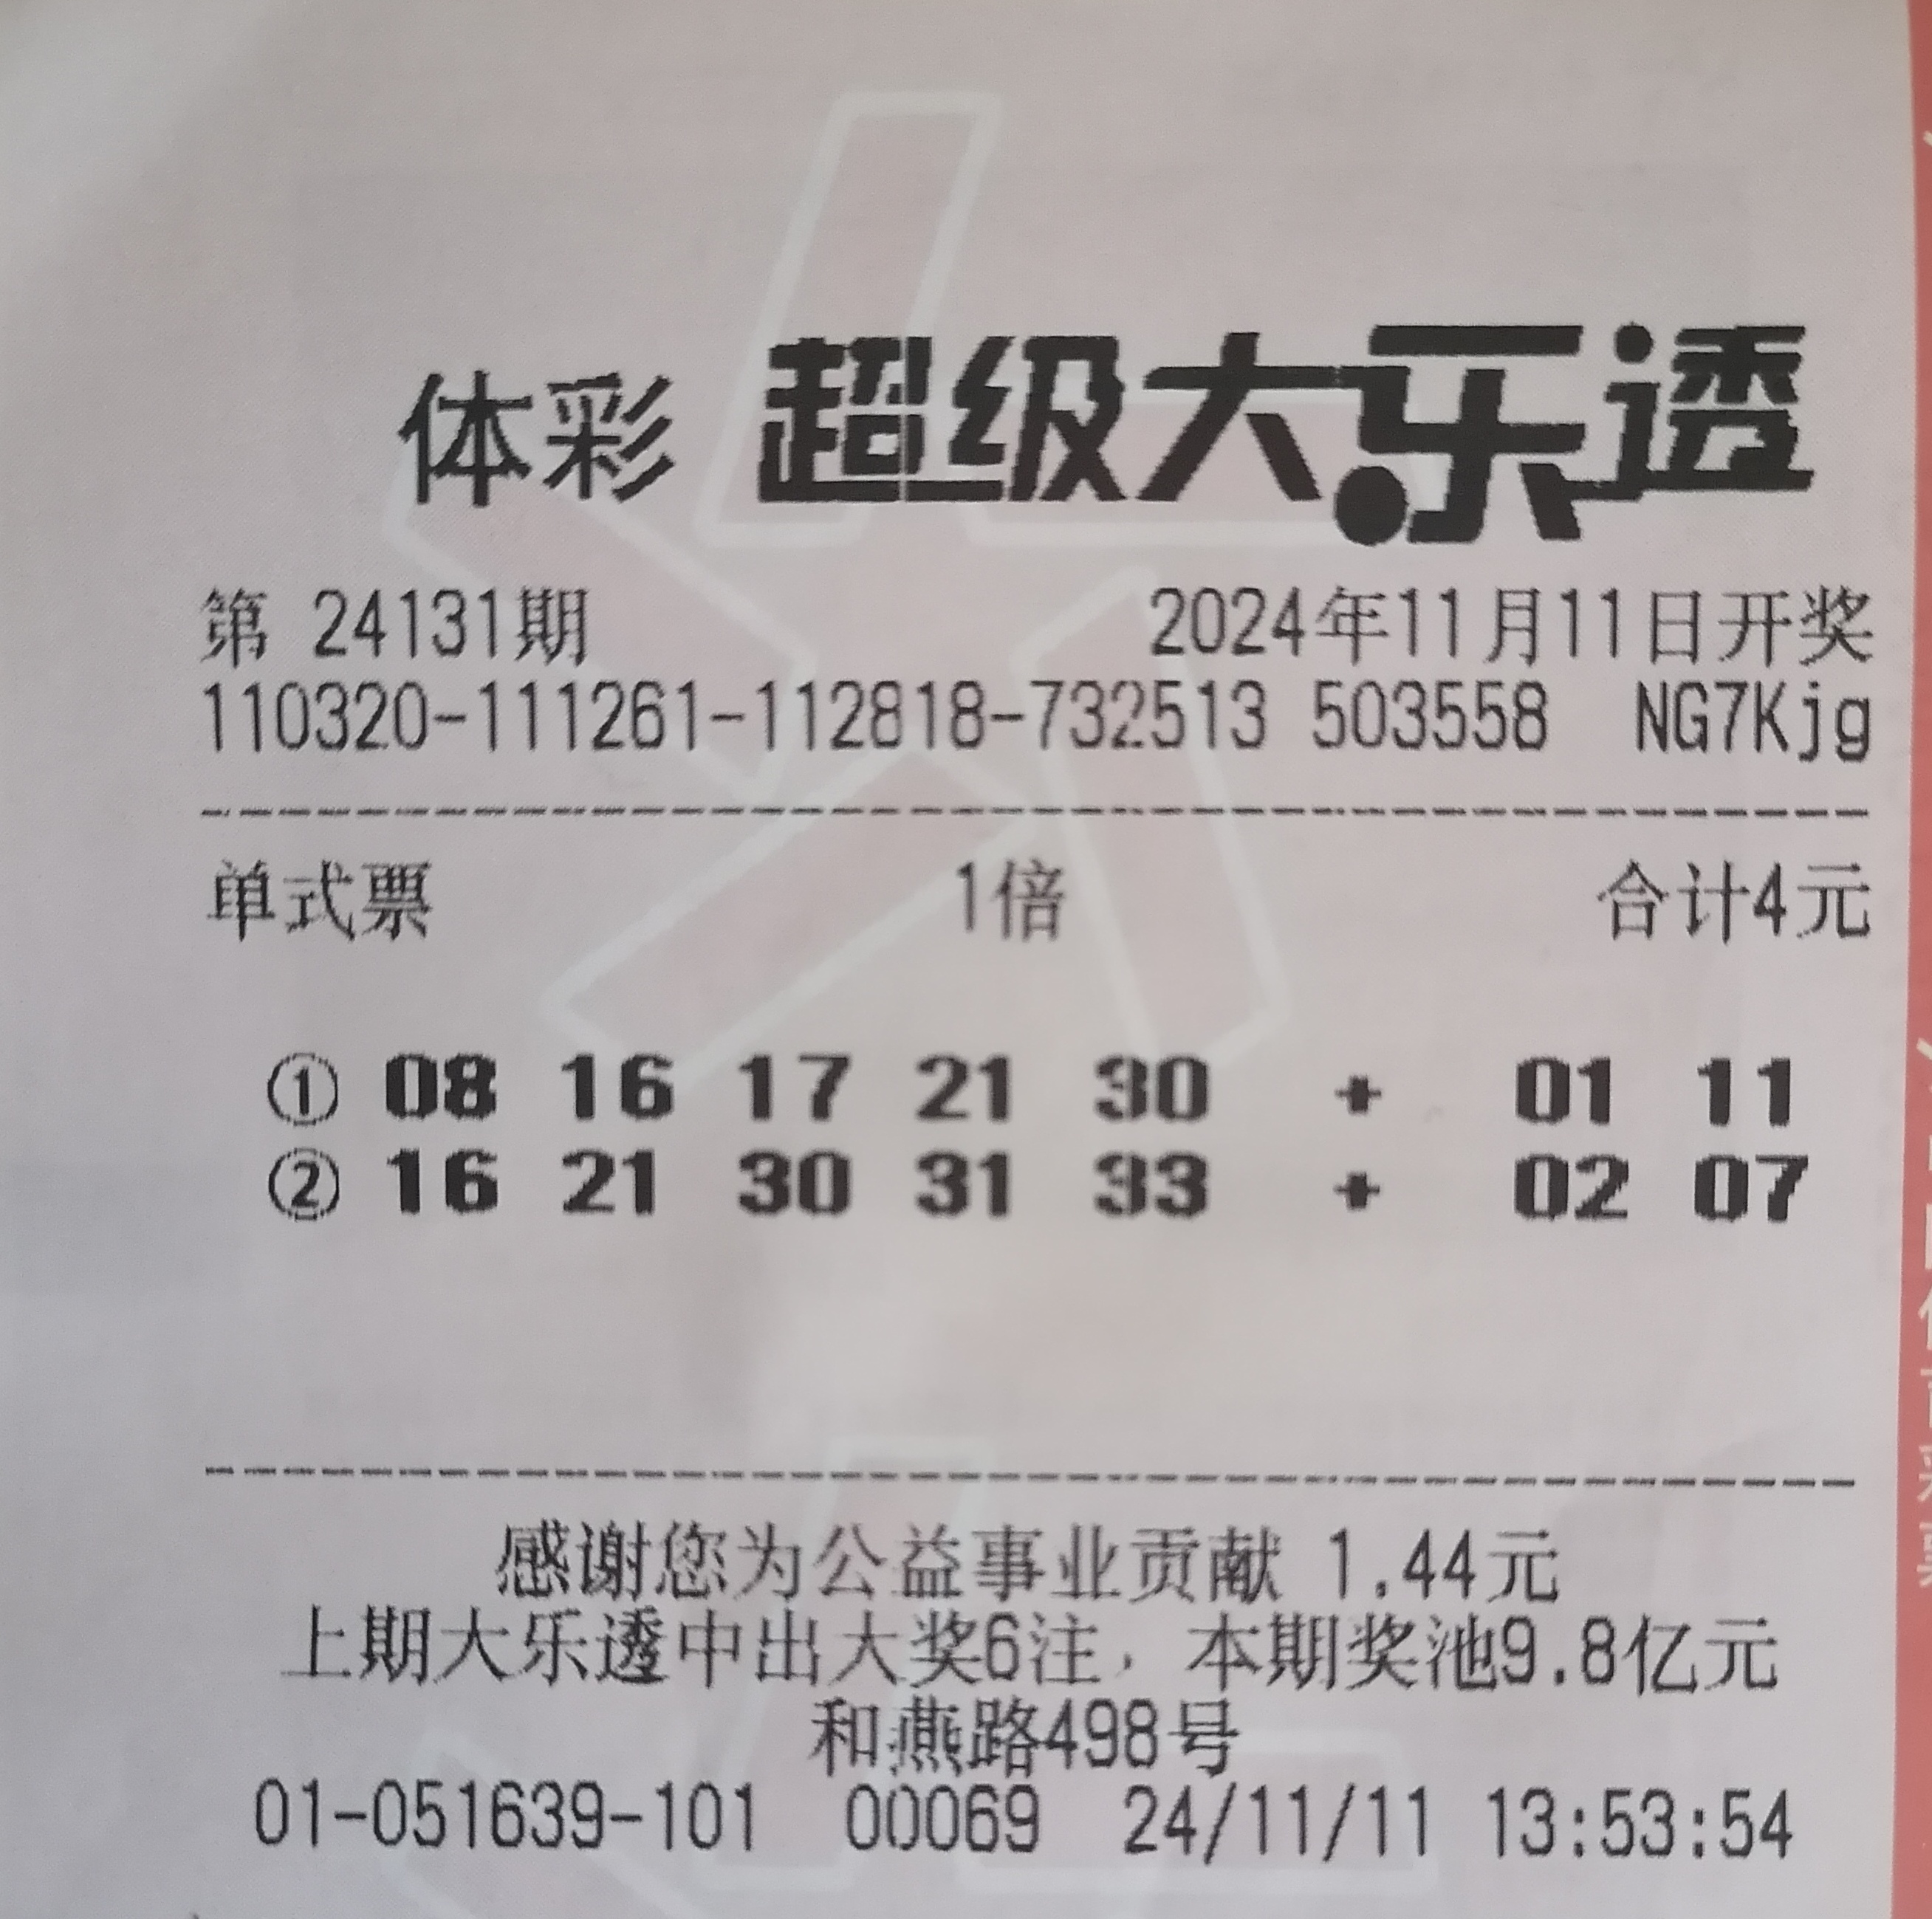 体彩 超级大乐透
第 24131期 2024年11月11日开奖
110320-111261-112818-732513 503558 NG7Kjg
单式票 1倍 合计4元
① 08 16 17 21 30 + 01 11
② 16 21 30 31 33 + 02 07
感谢您为公益事业贡献 1.44元
上期大乐透中出大奖6注，本期奖池9.8亿元
和燕路498号
01-051639-101 00069 24/11/11 13:53:54